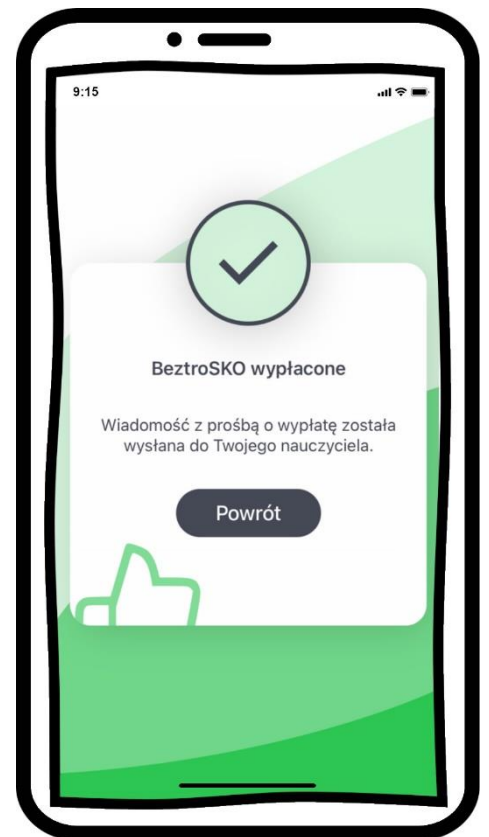 9:15
BeztroSKO wypłacone
Wiadomość z prośbą o wypłatę została
wysłana do Twojego nauczyciela.
Powrót